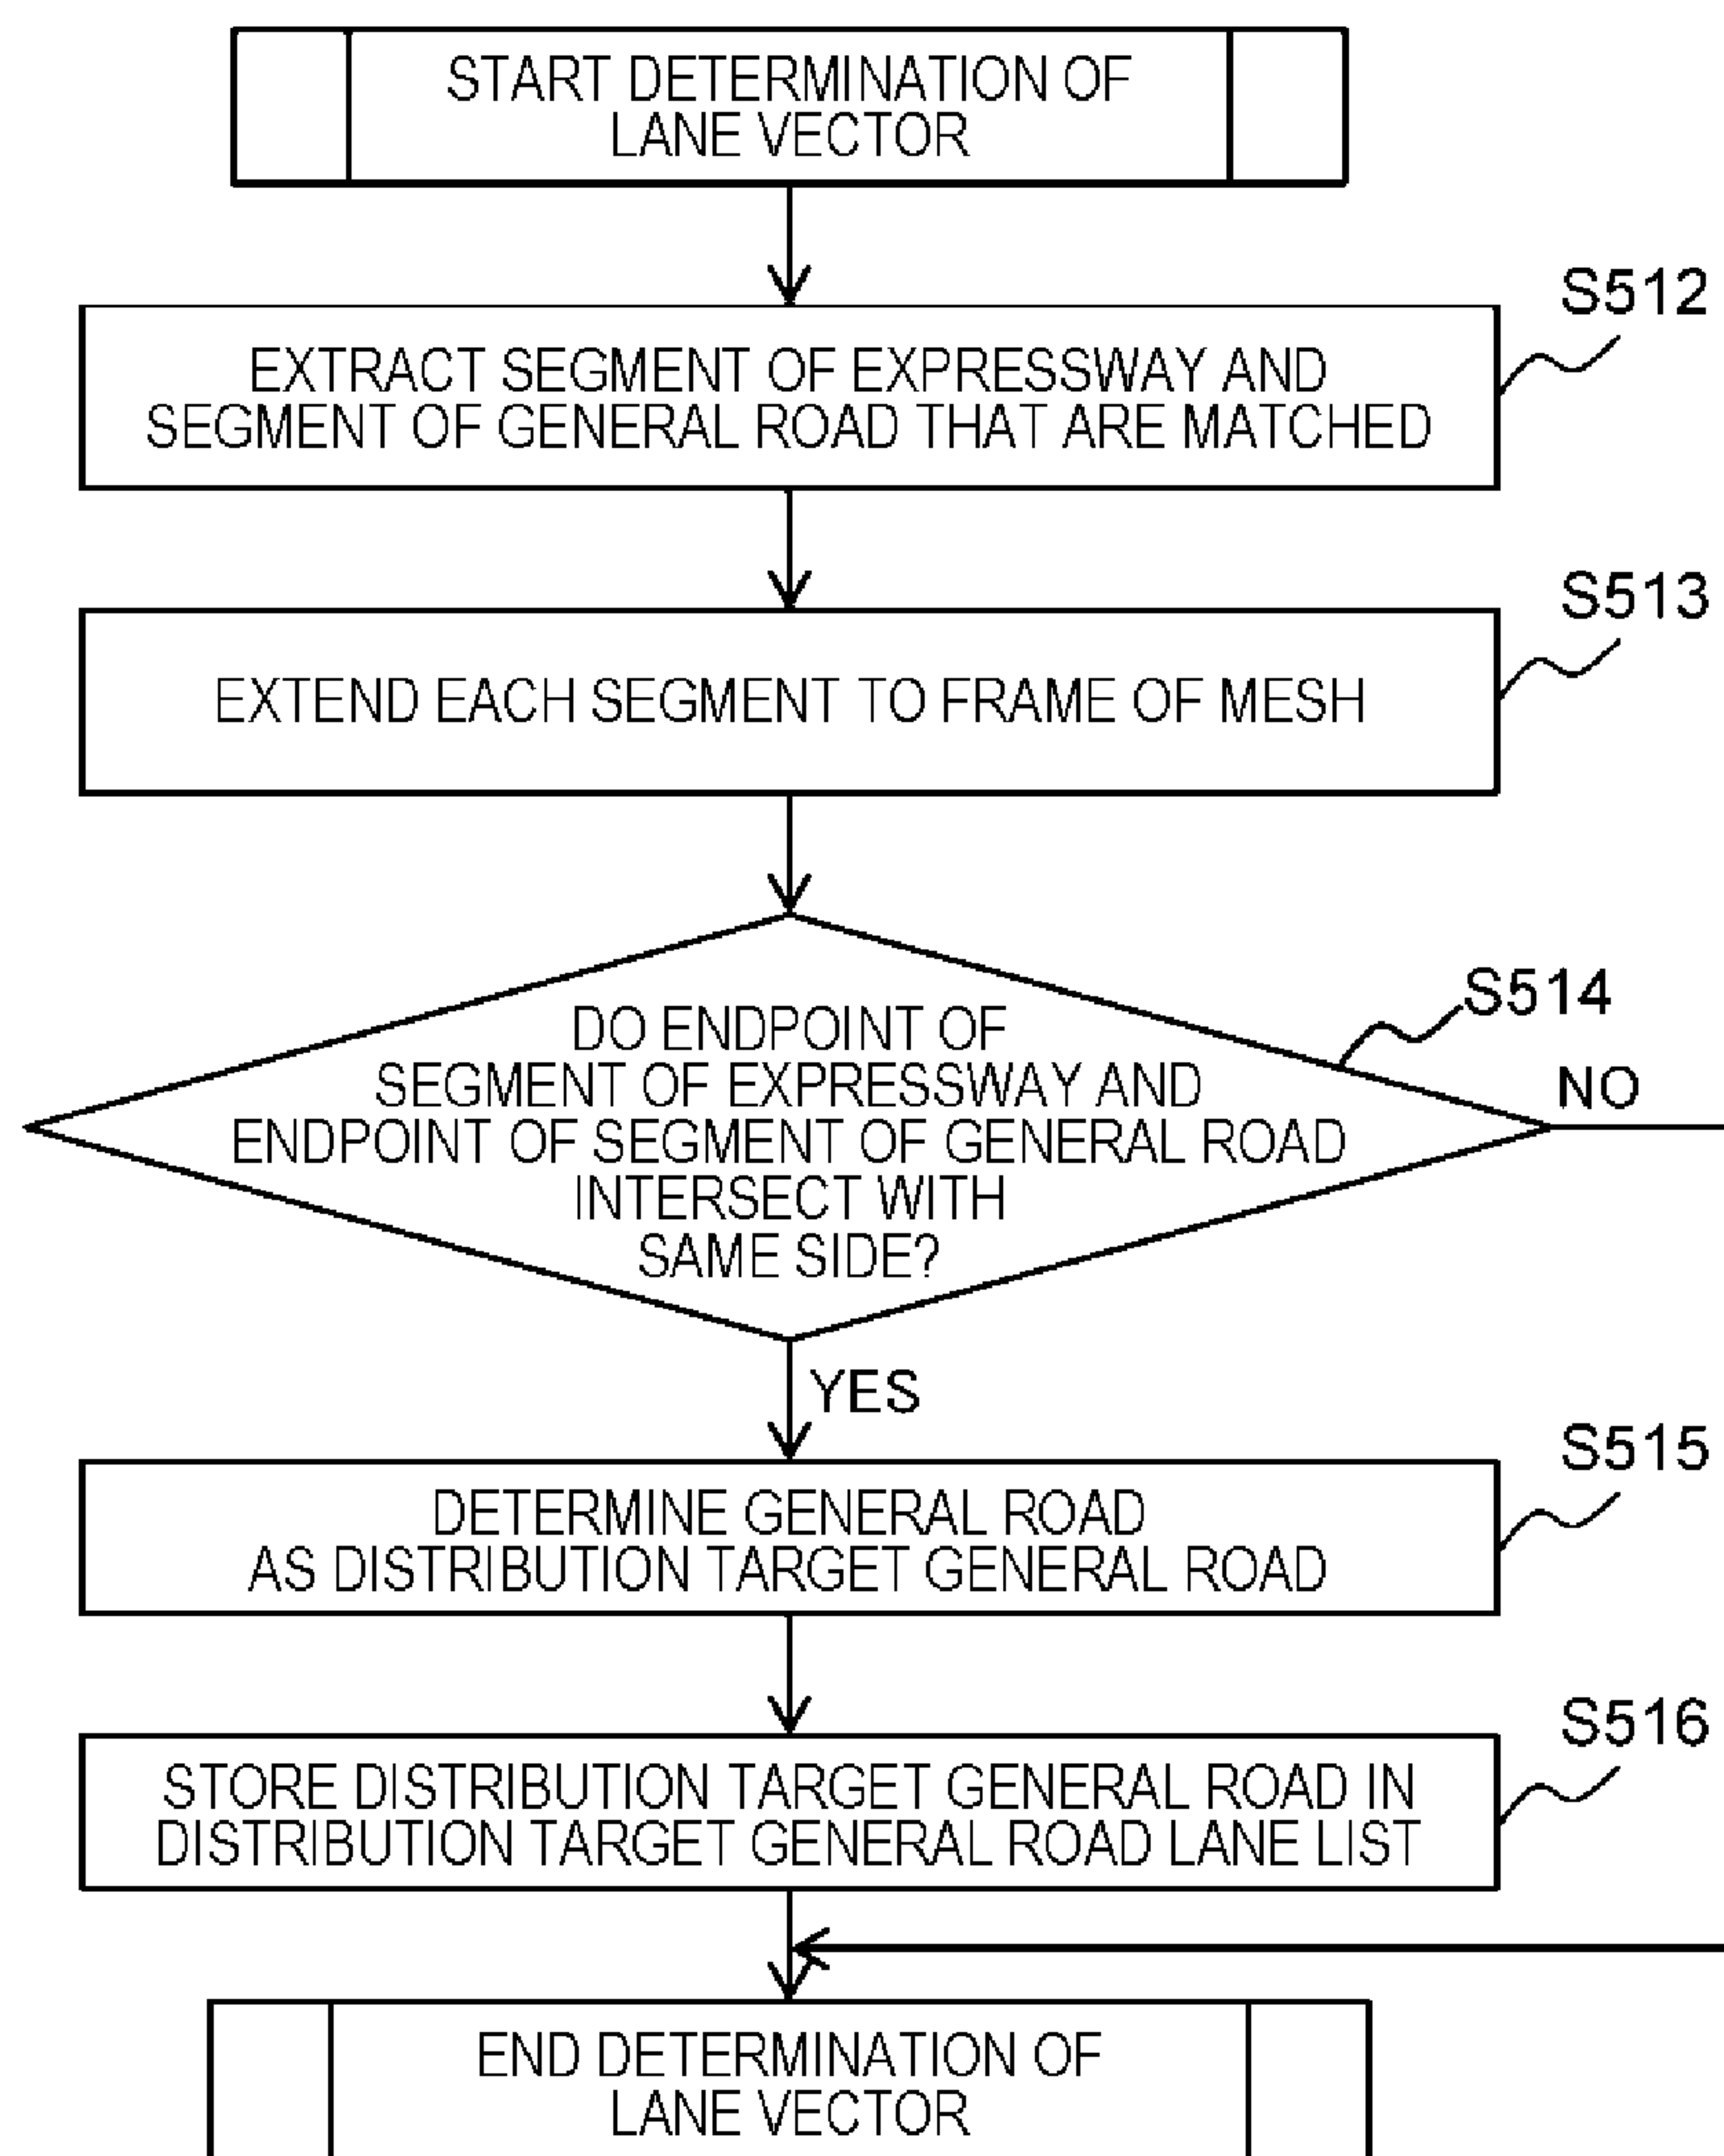 START DETERMINATION OF
LANE VECTOR
S512
EXTRACT SEGMENT OF EXPRESSWAY AND
SEGMENT OF GENERAL ROAD THAT ARE MATCHED
S513
EXTEND EACH SEGMENT TO FRAME OF MESH
S514
DO ENDPOINT OF
SEGMENT OF EXPRESSWAY AND
ENDPOINT OF SEGMENT OF GENERAL ROAD
INTERSECT WITH
SAME SIDE?
NO
YES
S515
DETERMINE GENERAL ROAD
AS DISTRIBUTION TARGET GENERAL ROAD
S516
STORE DISTRIBUTION TARGET GENERAL ROAD IN
DISTRIBUTION TARGET GENERAL ROAD LANE LIST
END DETERMINATION OF
LANE VECTOR